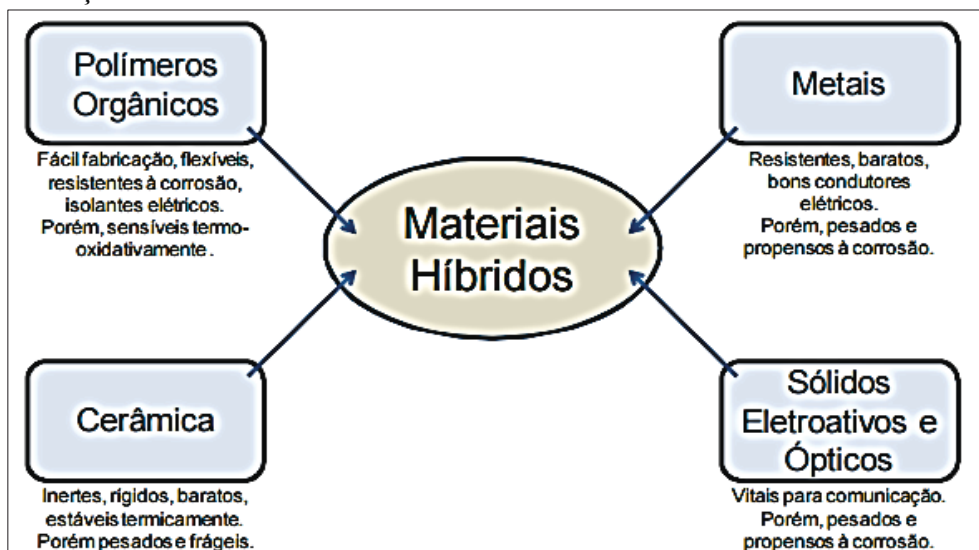 Polímeros
Orgânicos
Fácil fabricação, flexíveis,
resistentes à corrosão,
isolantes elétricos.
Porém, sensíveis termo-
oxidativamente .
Metais
Resistentes, baratos,
bons condutores
elétricos.
Porém, pesados e
propensos à corrosão.
Materiais
Híbridos
Cerâmica
Inertes, rígidos, baratos,
estáveis termicamente.
Porém pesados e frágeis.
Sólidos
Eletroativos e
Ópticos
Vitais para comunicação.
Porém, pesados e
propensos à corrosão.